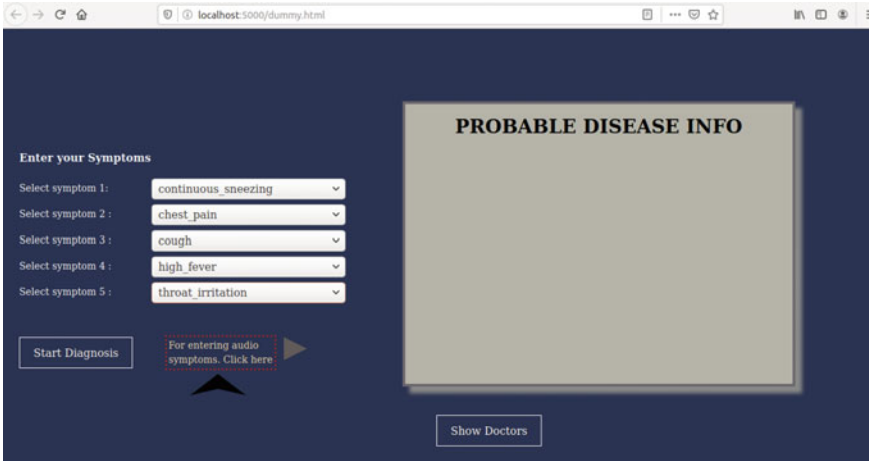 localhost:5000/dummy.html
PROBABLE DISEASE INFO
Enter your Symptoms
Select symptom 1: continuous_sneezing
Select symptom 2 : chest_pain
Select symptom 3 : cough
Select symptom 4 : high_fever
Select symptom 5 : throat_irritation
Start Diagnosis
For entering audio
symptoms. Click here
Show Doctors